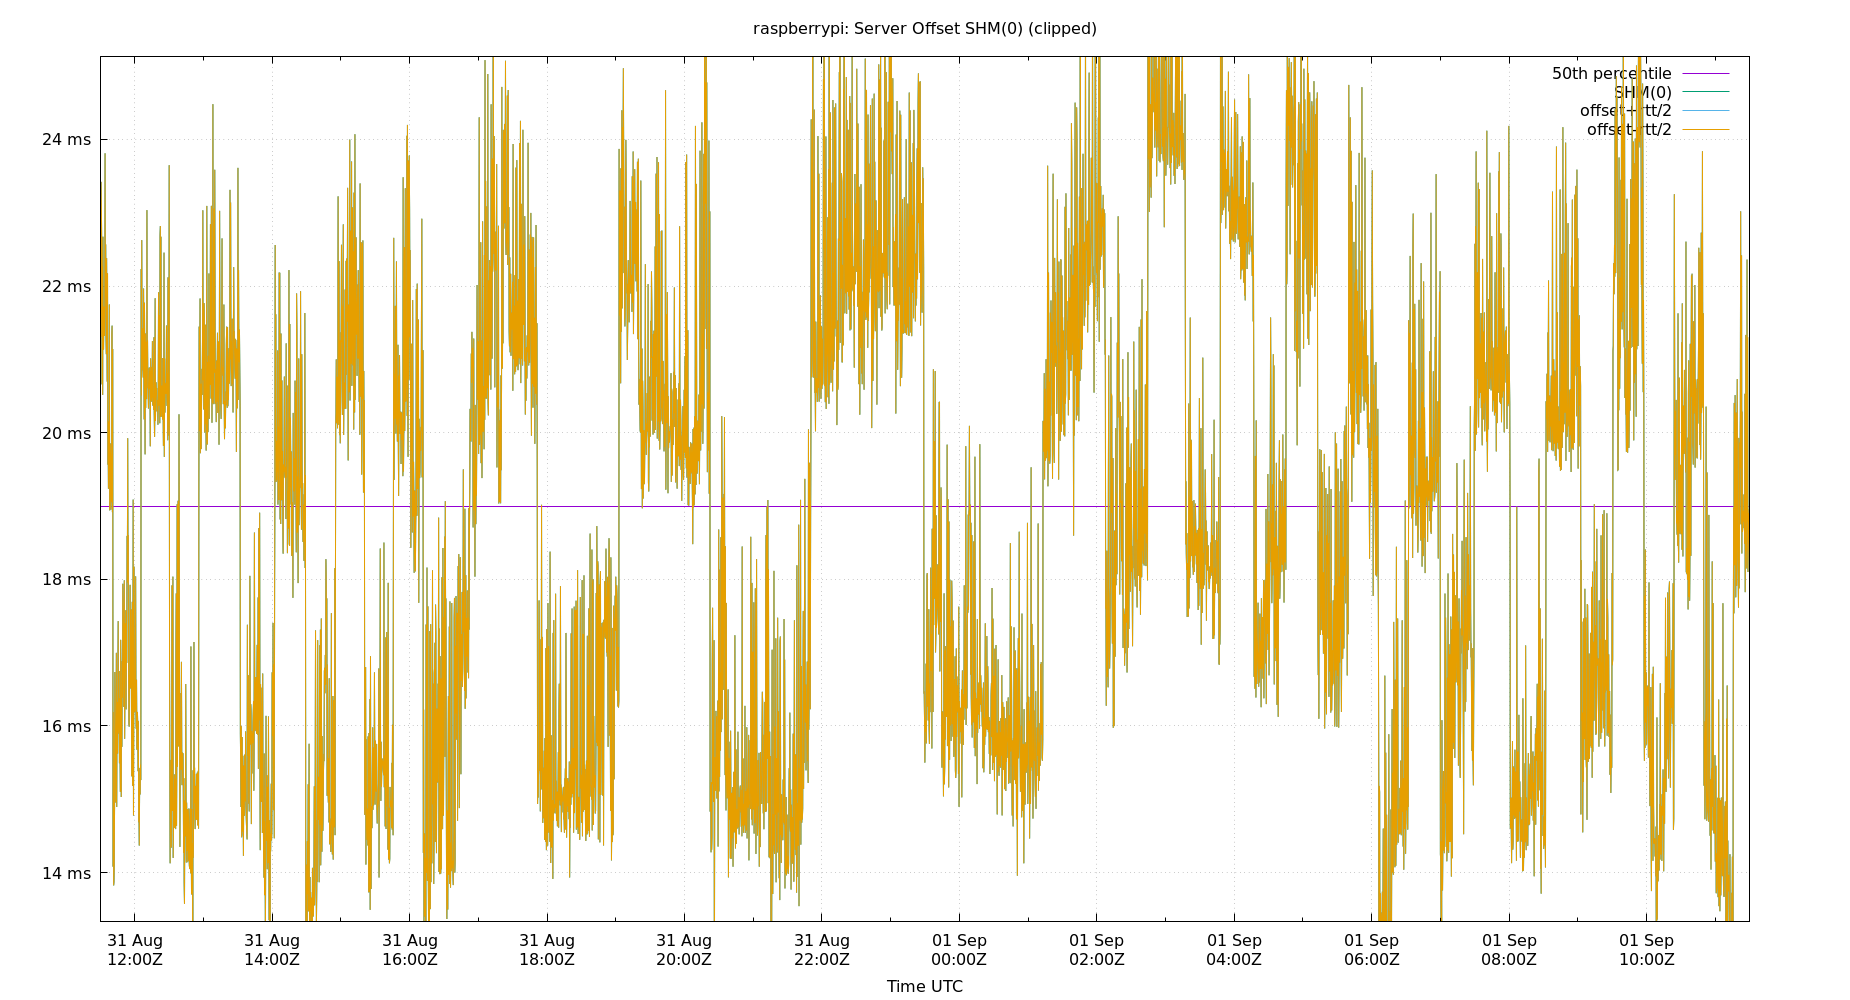 raspberrypi: Server Offset SHM(0) (clipped)
50th percentile
SHM(0)
offset+rtt/2
offset-rtt/2
24 ms
22 ms
20 ms
18 ms
16 ms
14 ms
31 Aug 31 Aug 31 Aug 31 Aug 31 Aug 31 Aug 01 Sep 01 Sep 01 Sep 01 Sep 01 Sep 01 Sep
12:00Z 14:00Z 16:00Z 18:00Z 20:00Z 22:00Z 00:00Z 02:00Z 04:00Z 06:00Z 08:00Z 10:00Z
Time UTC